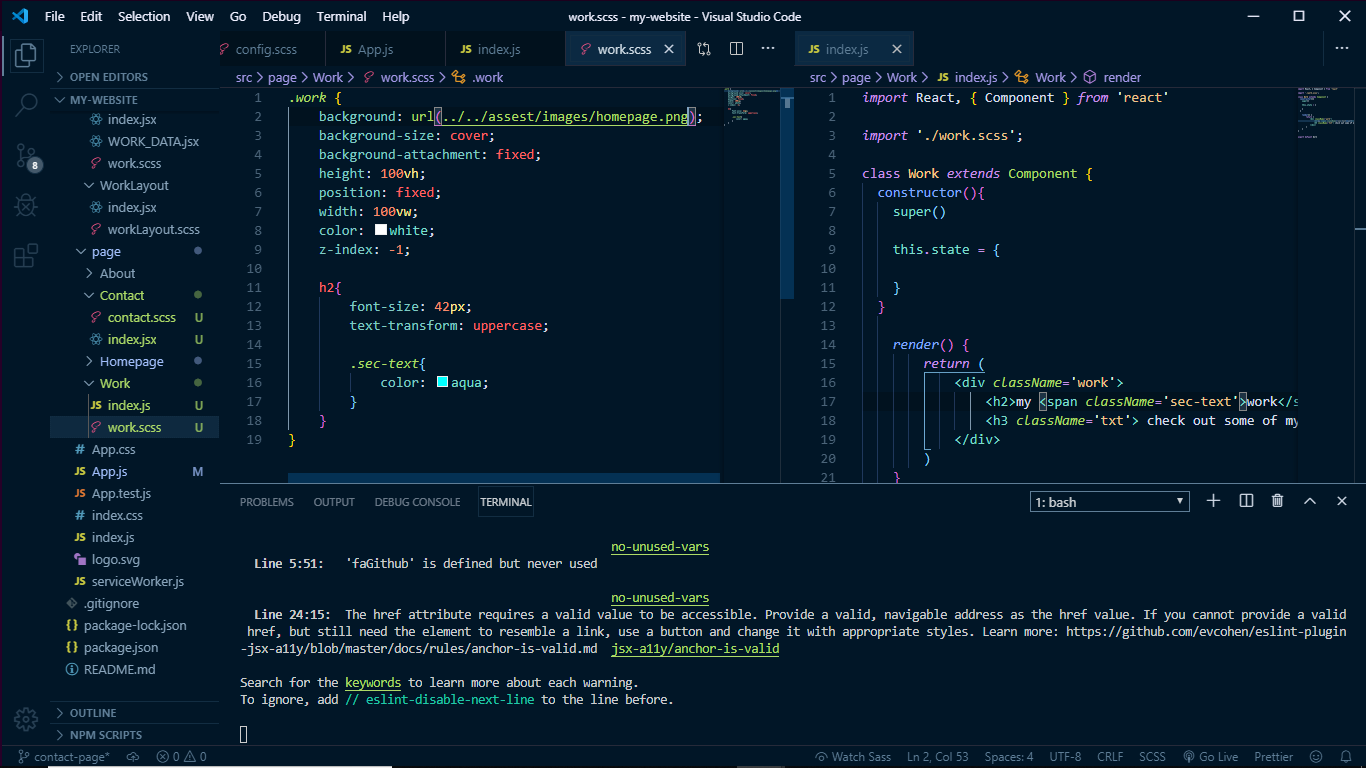 File Edit Selection View Go Debug Terminal Help work.scss - my-website - Visual Studio Code
EXPLORER
OPEN EDITORS
MY-WEBSITE
index.jsx
WORK_DATA.jsx
work.scss
WorkLayout
index.jsx
workLayout.scss
page
About
Contact
contact.scss U
index.jsx U
Homepage
Work
index.js U
work.scss U
App.css
App.js M
App.test.js
index.css
index.js
logo.svg
serviceWorker.js
.gitignore
package-lock.json
package.json
README.md
OUTLINE
NPM SCRIPTS
8
config.scss JS App.js JS index.js work.scss
src > page > Work > work.scss > .work
1 .work {
2 background: url(../../assest/images/homepage.png);
3 background-size: cover;
4 background-attachment: fixed;
5 height: 100vh;
6 position: fixed;
7 width: 100vw;
8 color: white;
9 z-index: -1;
10
11 h2{
12 font-size: 42px;
13 text-transform: uppercase;
14
15 .sec-text{
16 color: aqua;
17 }
18 }
19 }
JS index.js
src > page > Work > JS index.js > Work > render
1 import React, { Component } from 'react'
2
3 import './work.scss';
4
5 class Work extends Component {
6 constructor(){
7 super()
8
9 this.state = {
10
11 }
12 }
13
14 render() {
15 return (
16 <div className='work'>
17 <h2>my <span className='sec-text'>work</s
18 <h3 className='txt'> check out some of my
19 </div>
20 )
21 }
PROBLEMS OUTPUT DEBUG CONSOLE TERMINAL 1: bash
no-unused-vars
Line 5:51: 'faGithub' is defined but never used
no-unused-vars
Line 24:15: The href attribute requires a valid value to be accessible. Provide a valid, navigable address as the href value. If you cannot provide a valid
href, but still need the element to resemble a link, use a button and change it with appropriate styles. Learn more: https://github.com/evcohen/eslint-plugin
-jsx-a11y/blob/master/docs/rules/anchor-is-valid.md jsx-a11y/anchor-is-valid
Search for the keywords to learn more about each warning.
To ignore, add // eslint-disable-next-line to the line before.
contact-page* 0 0 Watch Sass Ln 2, Col 53 Spaces: 4 UTF-8 CRLF SCSS Go Live Prettier